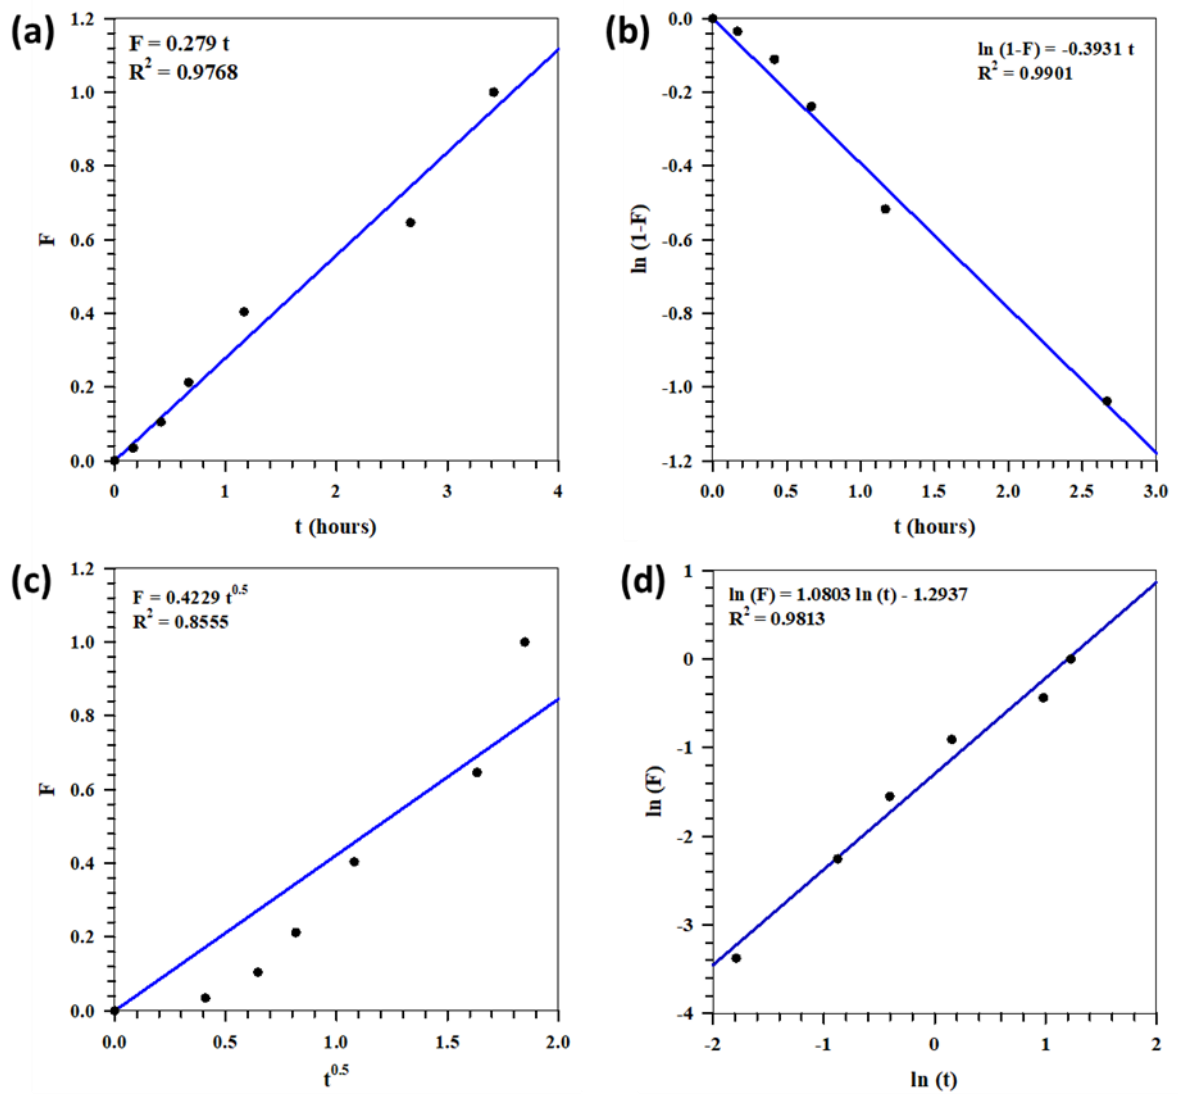 (a)
F = 0.279 t
R² = 0.9768
1.2
1.0
0.8
0.6
0.4
0.2
0.0
F
0 1 2 3 4
t (hours)
(b)
ln (1-F) = -0.3931 t
R² = 0.9901
0.0
-0.2
-0.4
-0.6
-0.8
-1.0
-1.2
ln (1-F)
0.0 0.5 1.0 1.5 2.0 2.5 3.0
t (hours)
(c)
F = 0.4229 t⁰·⁵
R² = 0.8555
1.2
1.0
0.8
0.6
0.4
0.2
0.0
F
0.0 0.5 1.0 1.5 2.0
t⁰·⁵
(d)
ln (F) = 1.0803 ln (t) - 1.2937
R² = 0.9813
1
0
-1
-2
-3
-4
ln (F)
-2 -1 0 1 2
ln (t)